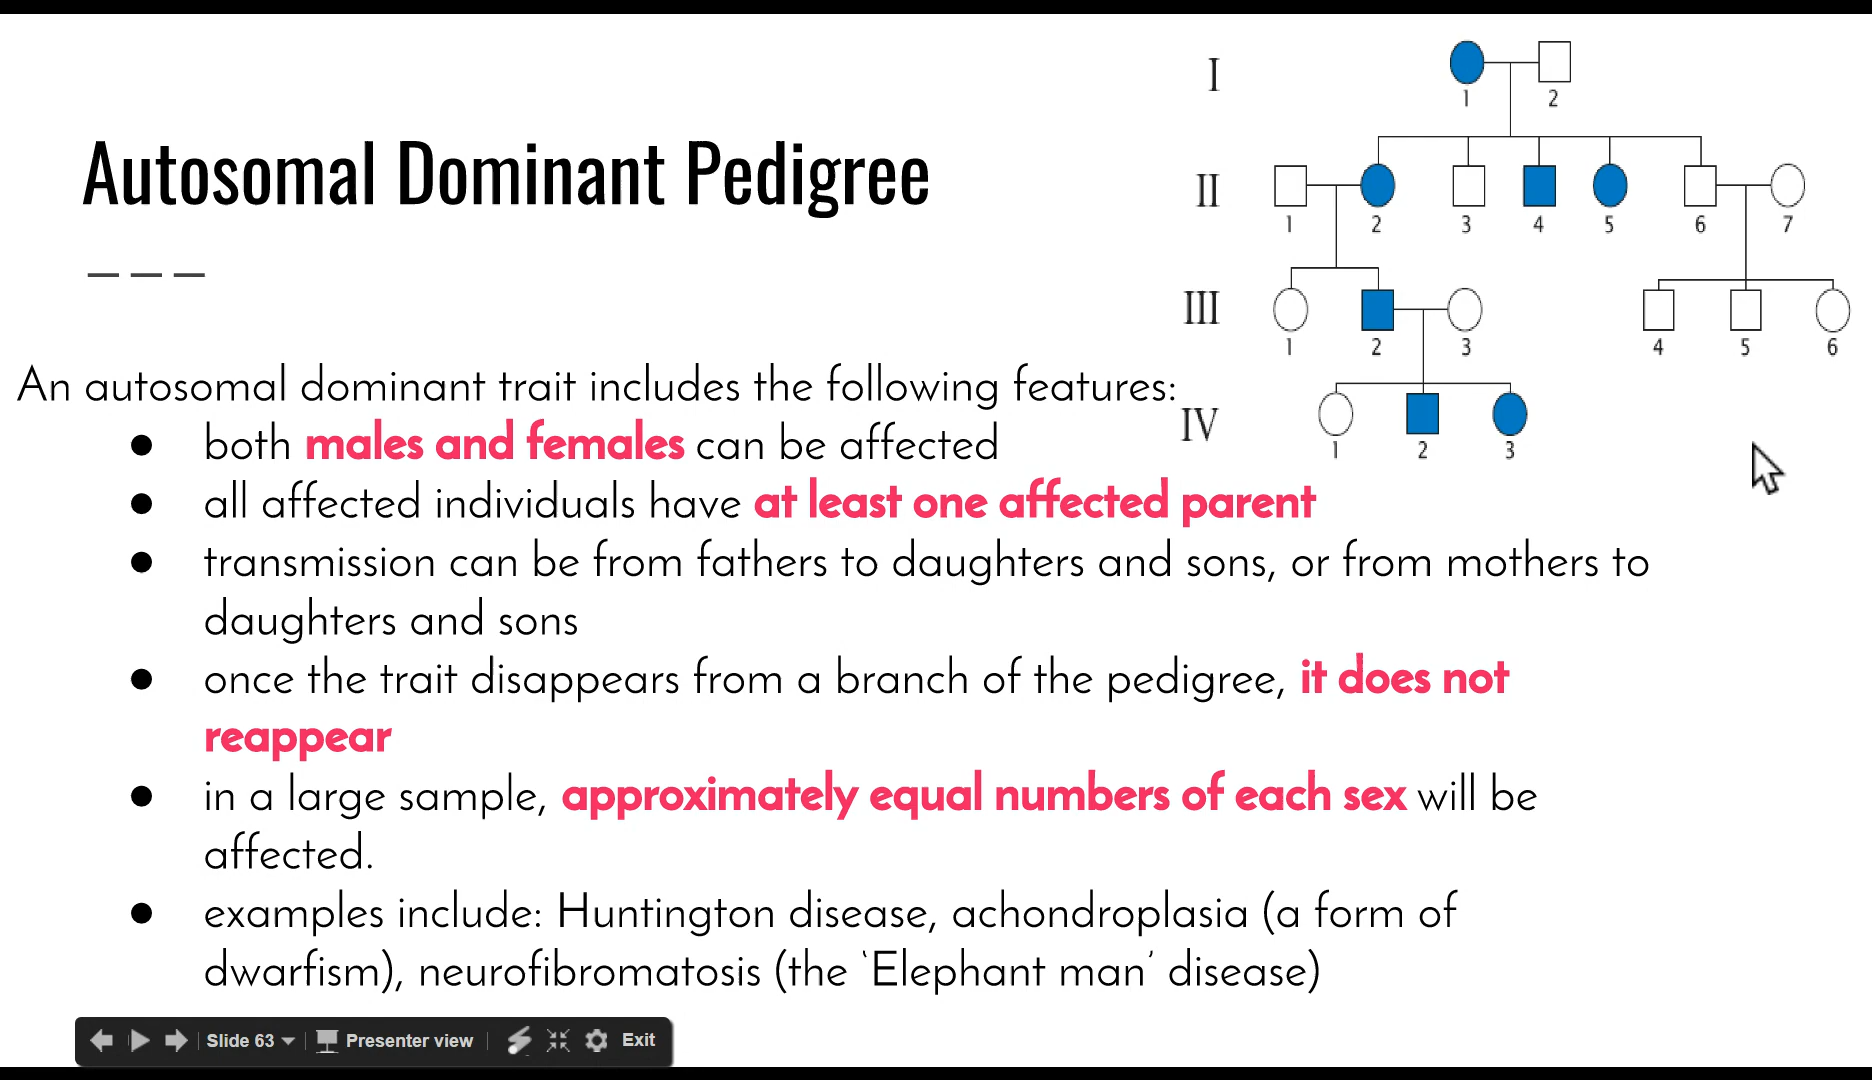 I
1 2
Autosomal Dominant Pedigree
II
1 2 3 4 5 6 7
III
1 2 3 4 5 6
An autosomal dominant trait includes the following features:
IV
1 2 3
● both males and females can be affected
● all affected individuals have at least one affected parent
● transmission can be from fathers to daughters and sons, or from mothers to
daughters and sons
● once the trait disappears from a branch of the pedigree, it does not
reappear
● in a large sample, approximately equal numbers of each sex will be
affected.
● examples include: Huntington disease, achondroplasia (a form of
dwarfism), neurofibromatosis (the ‘Elephant man’ disease)
Slide 63 Presenter view Exit